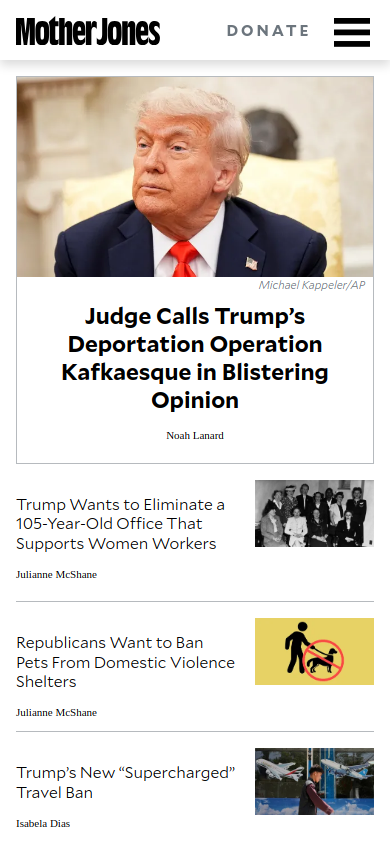 Mother Jones
DONATE
Michael Kappeler/AP
Judge Calls Trump’s
Deportation Operation
Kafkaesque in Blistering
Opinion
Noah Lanard
Trump Wants to Eliminate a
105-Year-Old Office That
Supports Women Workers
Julianne McShane
Republicans Want to Ban
Pets From Domestic Violence
Shelters
Julianne McShane
Trump’s New “Supercharged”
Travel Ban
Isabela Dias